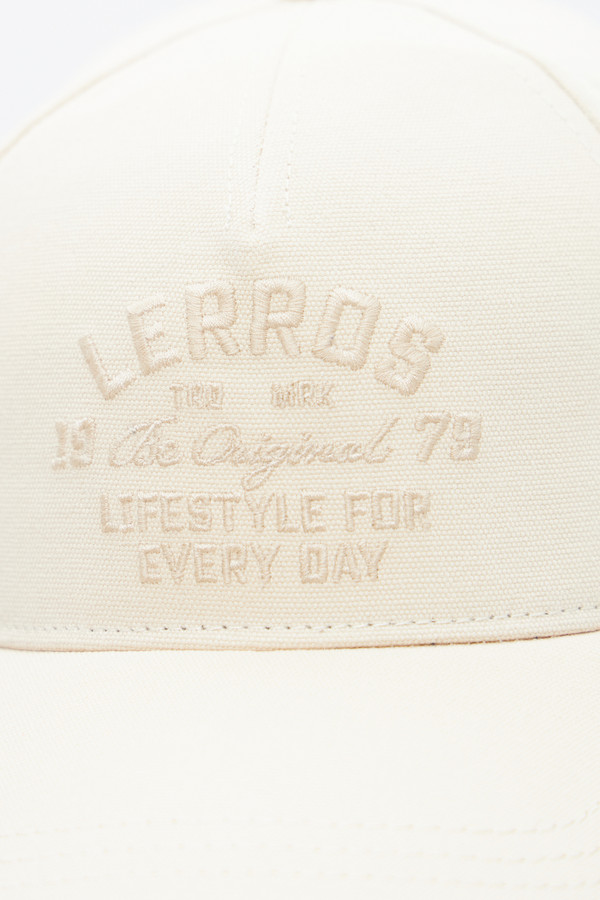 LERROS
TRD MRK
19 Be Original 79
LIFESTYLE FOR
EVERY DAY